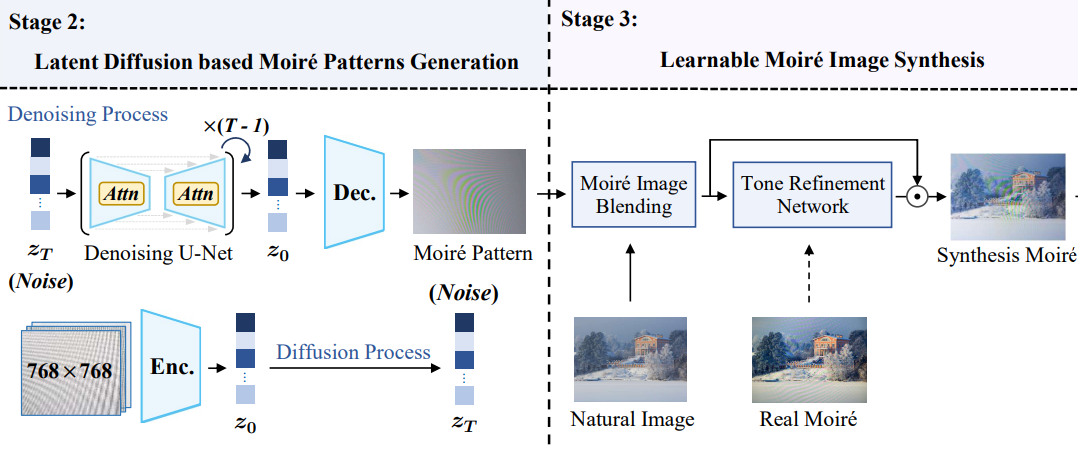 Stage 2:
Latent Diffusion based Moiré Patterns Generation
Denoising Process
×(T - 1)
Attn
Attn
Dec.
z_T
Denoising U-Net
z_0
Moiré Pattern
(Noise)
(Noise)
768×768
Enc.
Diffusion Process
z_0
z_T
Stage 3:
Learnable Moiré Image Synthesis
Moiré Image
Blending
Tone Refinement
Network
Synthesis Moiré
Natural Image
Real Moiré